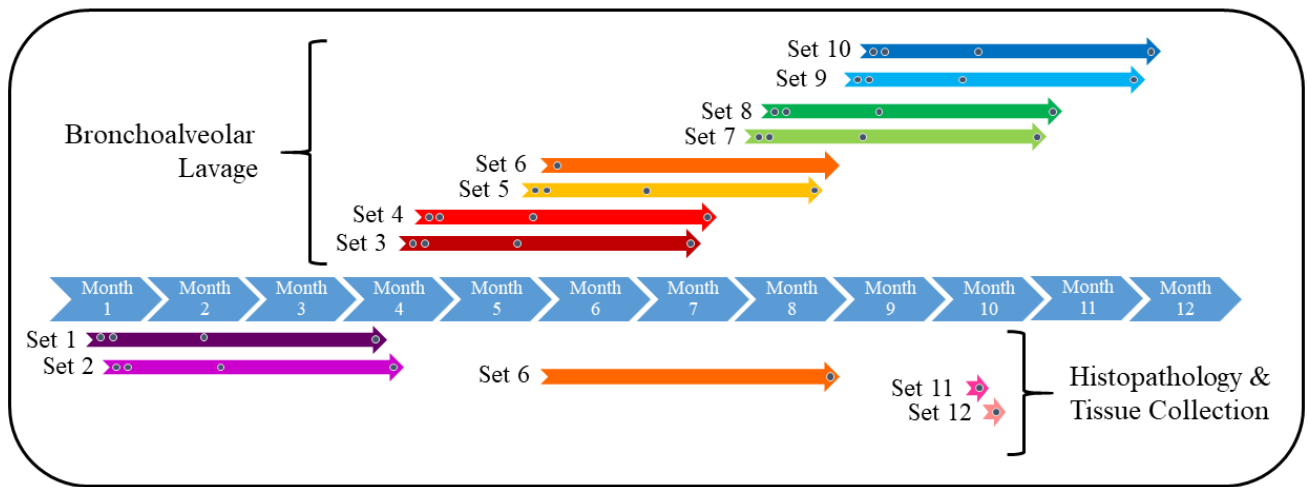 Set 10
Set 9
Set 8
Set 7
Bronchoalveolar
Lavage
Set 6
Set 5
Set 4
Set 3
Month
1
Month
2
Month
3
Month
4
Month
5
Month
6
Month
7
Month
8
Month
9
Month
10
Month
11
Month
12
Set 1
Set 2
Set 6
Set 11
Set 12
Histopathology &
Tissue Collection